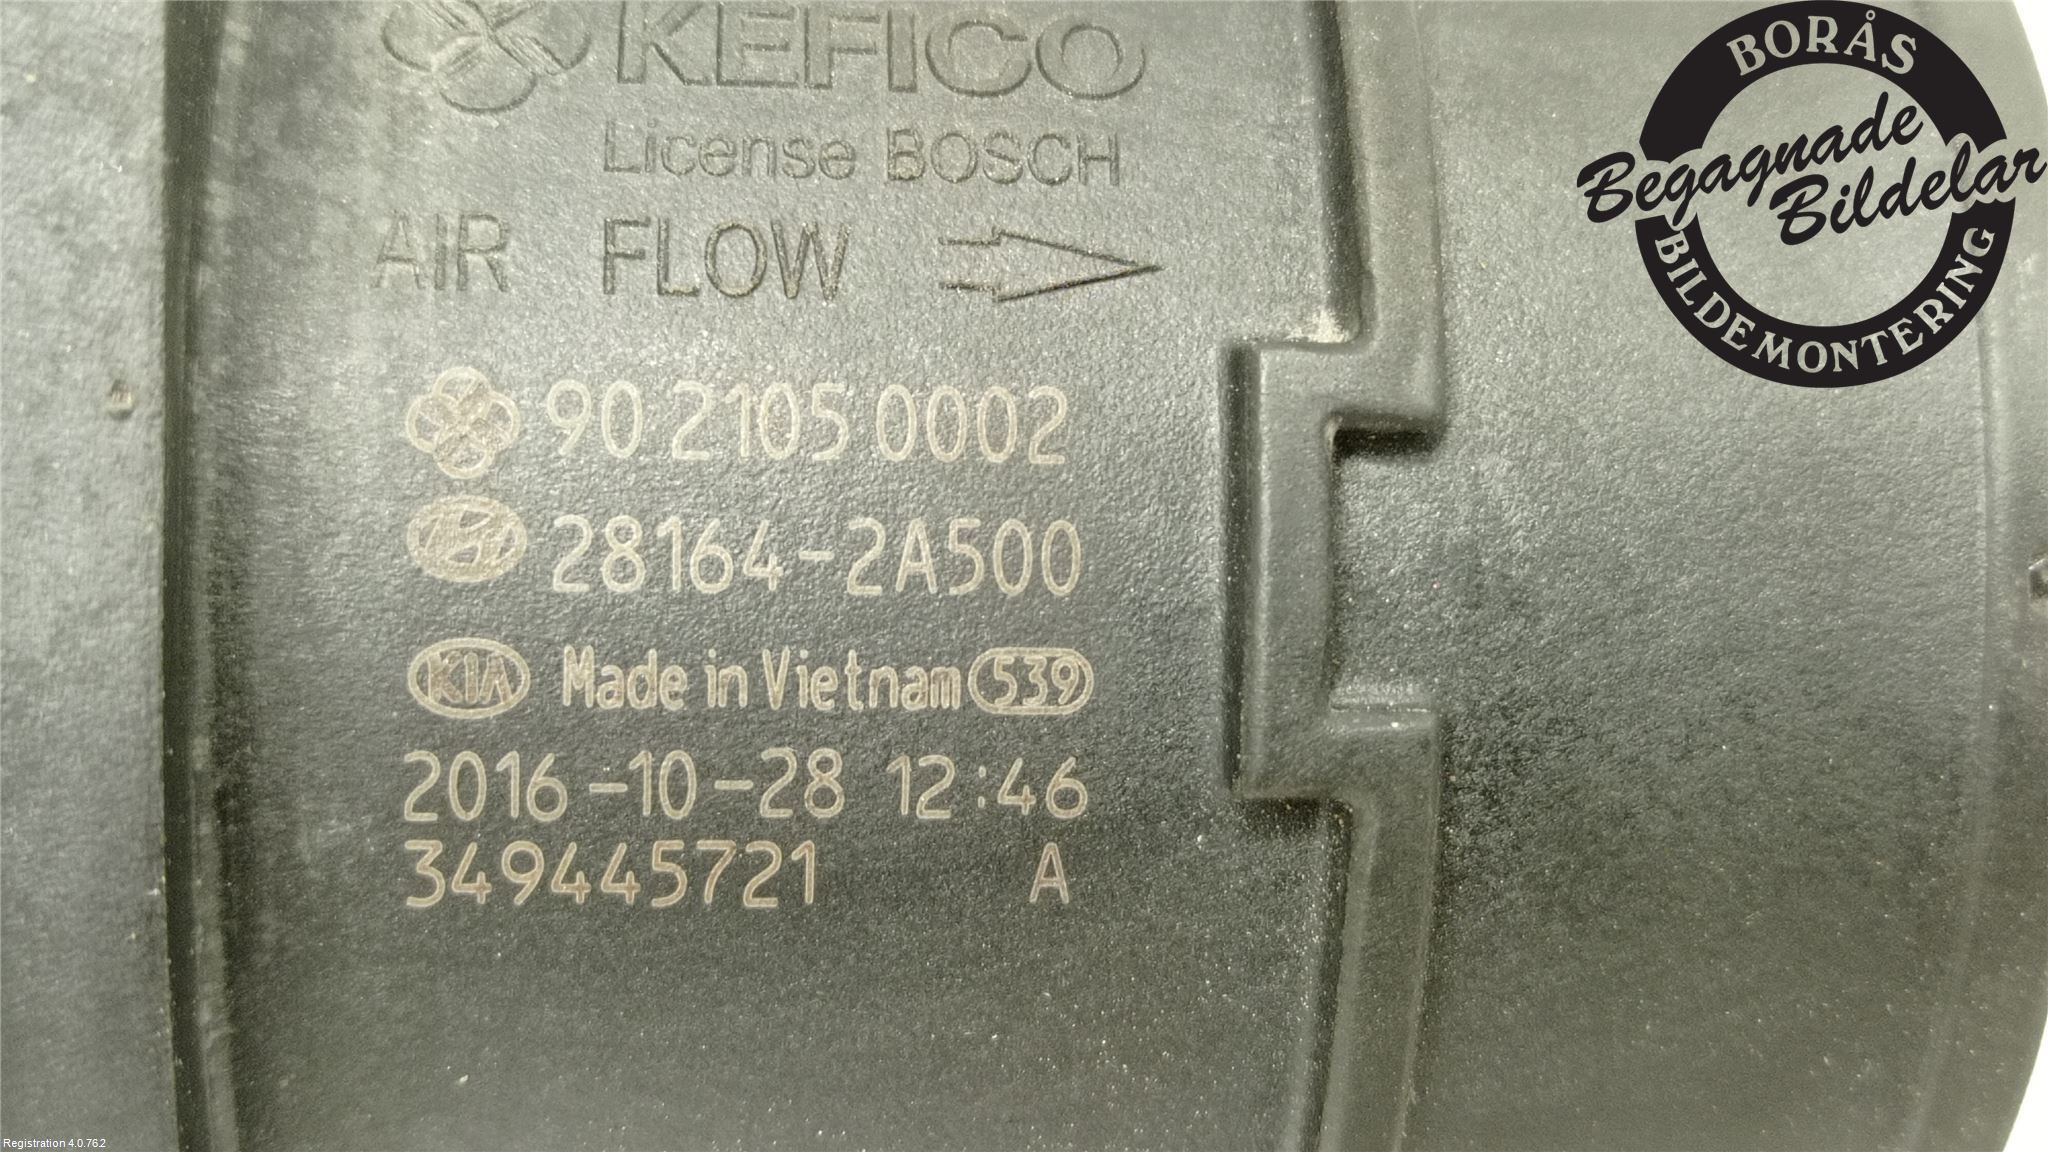 KEFICO
License BOSCH
AIR FLOW
90 2105 0002
28164-2A500
KIA Made in Vietnam 539
2016-10-28 12:46
349445721 A
BORÅS
Begagnade
Bildelar
BILDEMONTERING
Registration 4.0.762